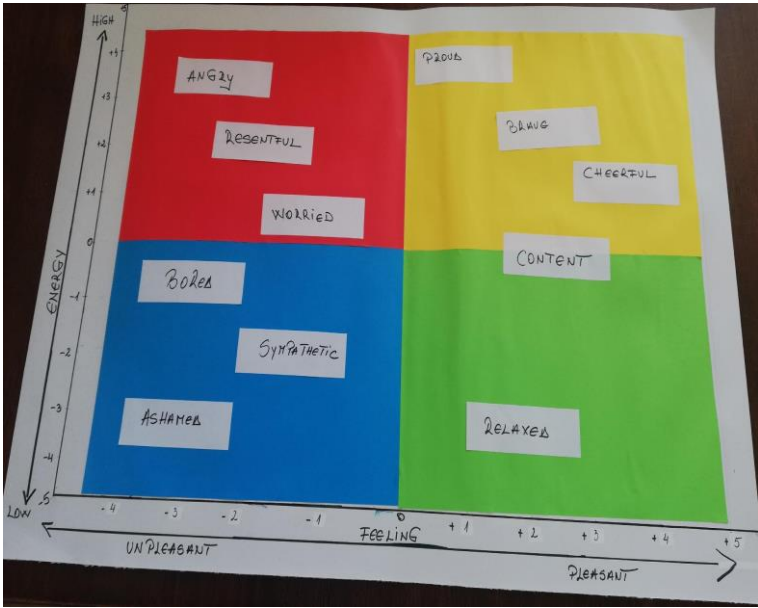 HIGH
5
+4
+3
+2
+1
0
-1
-2
-3
-4
-5
LOW
ENERGY
ANGRY
PROUD
RESENTFUL
BRAVE
CHEERFUL
WORRIED
CONTENT
BORED
SYMPATHETIC
ASHAMED
RELAXED
-4 -3 -2 -1 0 +1 +2 +3 +4 +5
FEELING
UNPLEASANT
PLEASANT